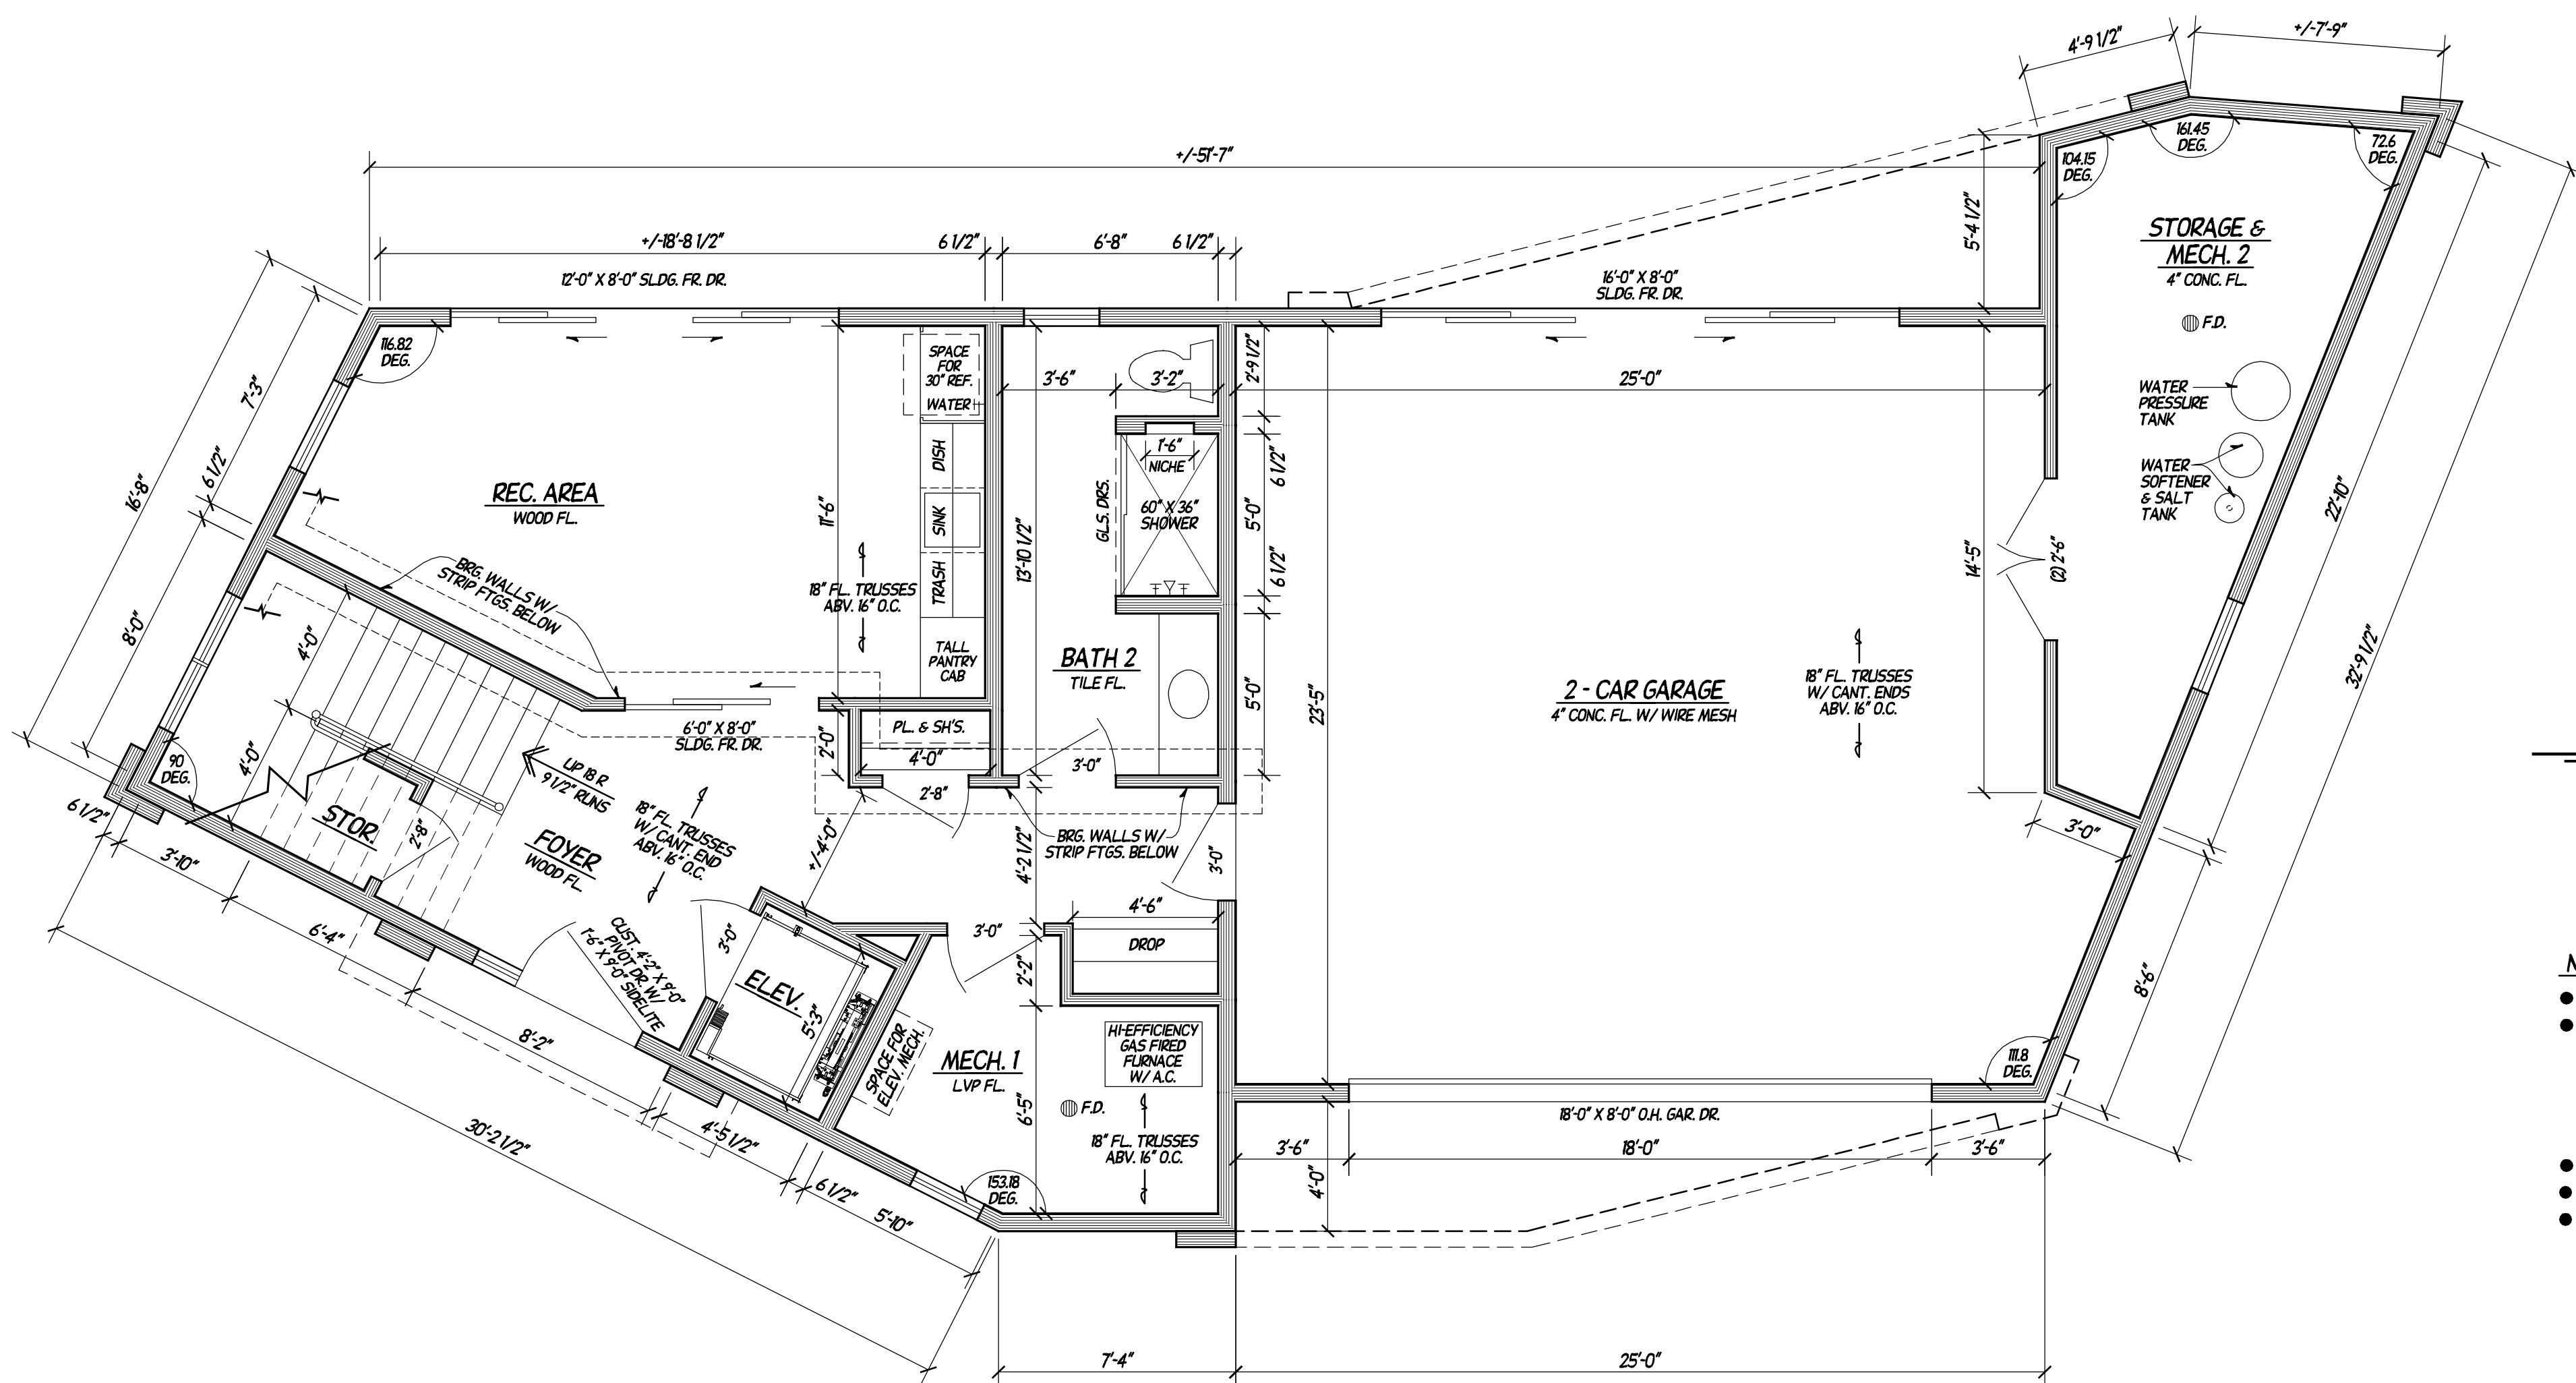 4'-9 1/2"
+/-7'-9"
+/-51'-7"
161.45
DEG.
72.6
DEG.
104.15
DEG.
5'-4 1/2"
STORAGE &
MECH. 2
4" CONC. FL.
F.D.
+/-18'-8 1/2"
6 1/2"
6'-8"
6 1/2"
12'-0" X 8'-0" SLDG. FR. DR.
16'-0" X 8'-0"
SLDG. FR. DR.
116.82
DEG.
7'-3"
6 1/2"
16'-8"
8'-0"
REC. AREA
WOOD FL.
SPACE
FOR
30" REF.
WATER
DISH
SINK
TRASH
TALL
PANTRY
CAB
11'-6"
18" FL. TRUSSES
ABV. 16" O.C.
3'-6"
3'-2"
2'-9 1/2"
25'-0"
1'-6"
NICHE
6 1/2"
GLS. DRS.
60" X 36"
SHOWER
5'-0"
6 1/2"
13'-10 1/2"
BATH 2
TILE FL.
5'-0"
23'-5"
2 - CAR GARAGE
4" CONC. FL. W/ WIRE MESH
18" FL. TRUSSES
W/ CANT. ENDS
ABV. 16" O.C.
14'-5"
(2) 2'-6"
WATER
PRESSURE
TANK
WATER
SOFTENER
& SALT
TANK
22'-10"
32'-9 1/2"
BRG. WALLS W/
STRIP FTGS. BELOW
4'-0"
4'-0"
6'-0" X 8'-0"
SLDG. FR. DR.
2'-0"
PL. & SH'S.
4'-0"
2'-8"
3'-0"
90
DEG.
UP 18 R
9 1/2" RUNS
STOR.
2'-8"
FOYER
WOOD FL.
18" FL. TRUSSES
W/ CANT. END
ABV. 16" O.C.
+/-4'-0"
4'-2 1/2"
BRG. WALLS W/
STRIP FTGS. BELOW
3'-0"
3'-0"
6 1/2"
3'-10"
6'-4"
8'-2"
4'-5 1/2"
6 1/2"
5'-10"
30'-2 1/2"
CUST. 4'-2" X 9'-0"
PIVOT DR. W/
1'-6" X 9'-0" SIDELITE
3'-0"
ELEV.
5'-3"
SPACE FOR
ELEV. MECH.
3'-0"
4'-6"
DROP
2'-2"
MECH. 1
LVP FL.
HI-EFFICIENCY
GAS FIRED
FURNACE
W/ A.C.
6'-5"
F.D.
18" FL. TRUSSES
ABV. 16" O.C.
153.18
DEG.
111.8
DEG.
8'-6"
18'-0" X 8'-0" O.H. GAR. DR.
3'-6"
18'-0"
3'-6"
4'-0"
7'-4"
25'-0"